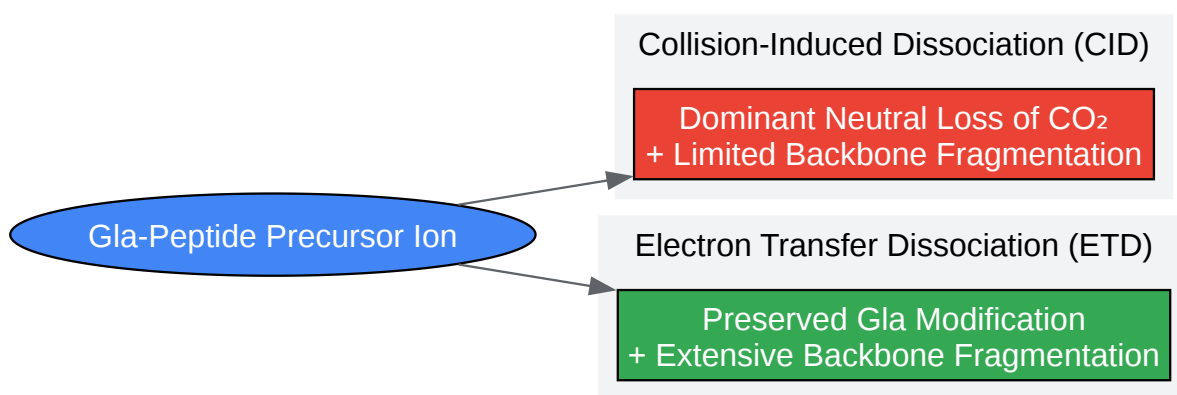 Collision-Induced Dissociation (CID)
Dominant Neutral Loss of CO₂
+ Limited Backbone Fragmentation
Gla-Peptide Precursor Ion
Electron Transfer Dissociation (ETD)
Preserved Gla Modification
+ Extensive Backbone Fragmentation